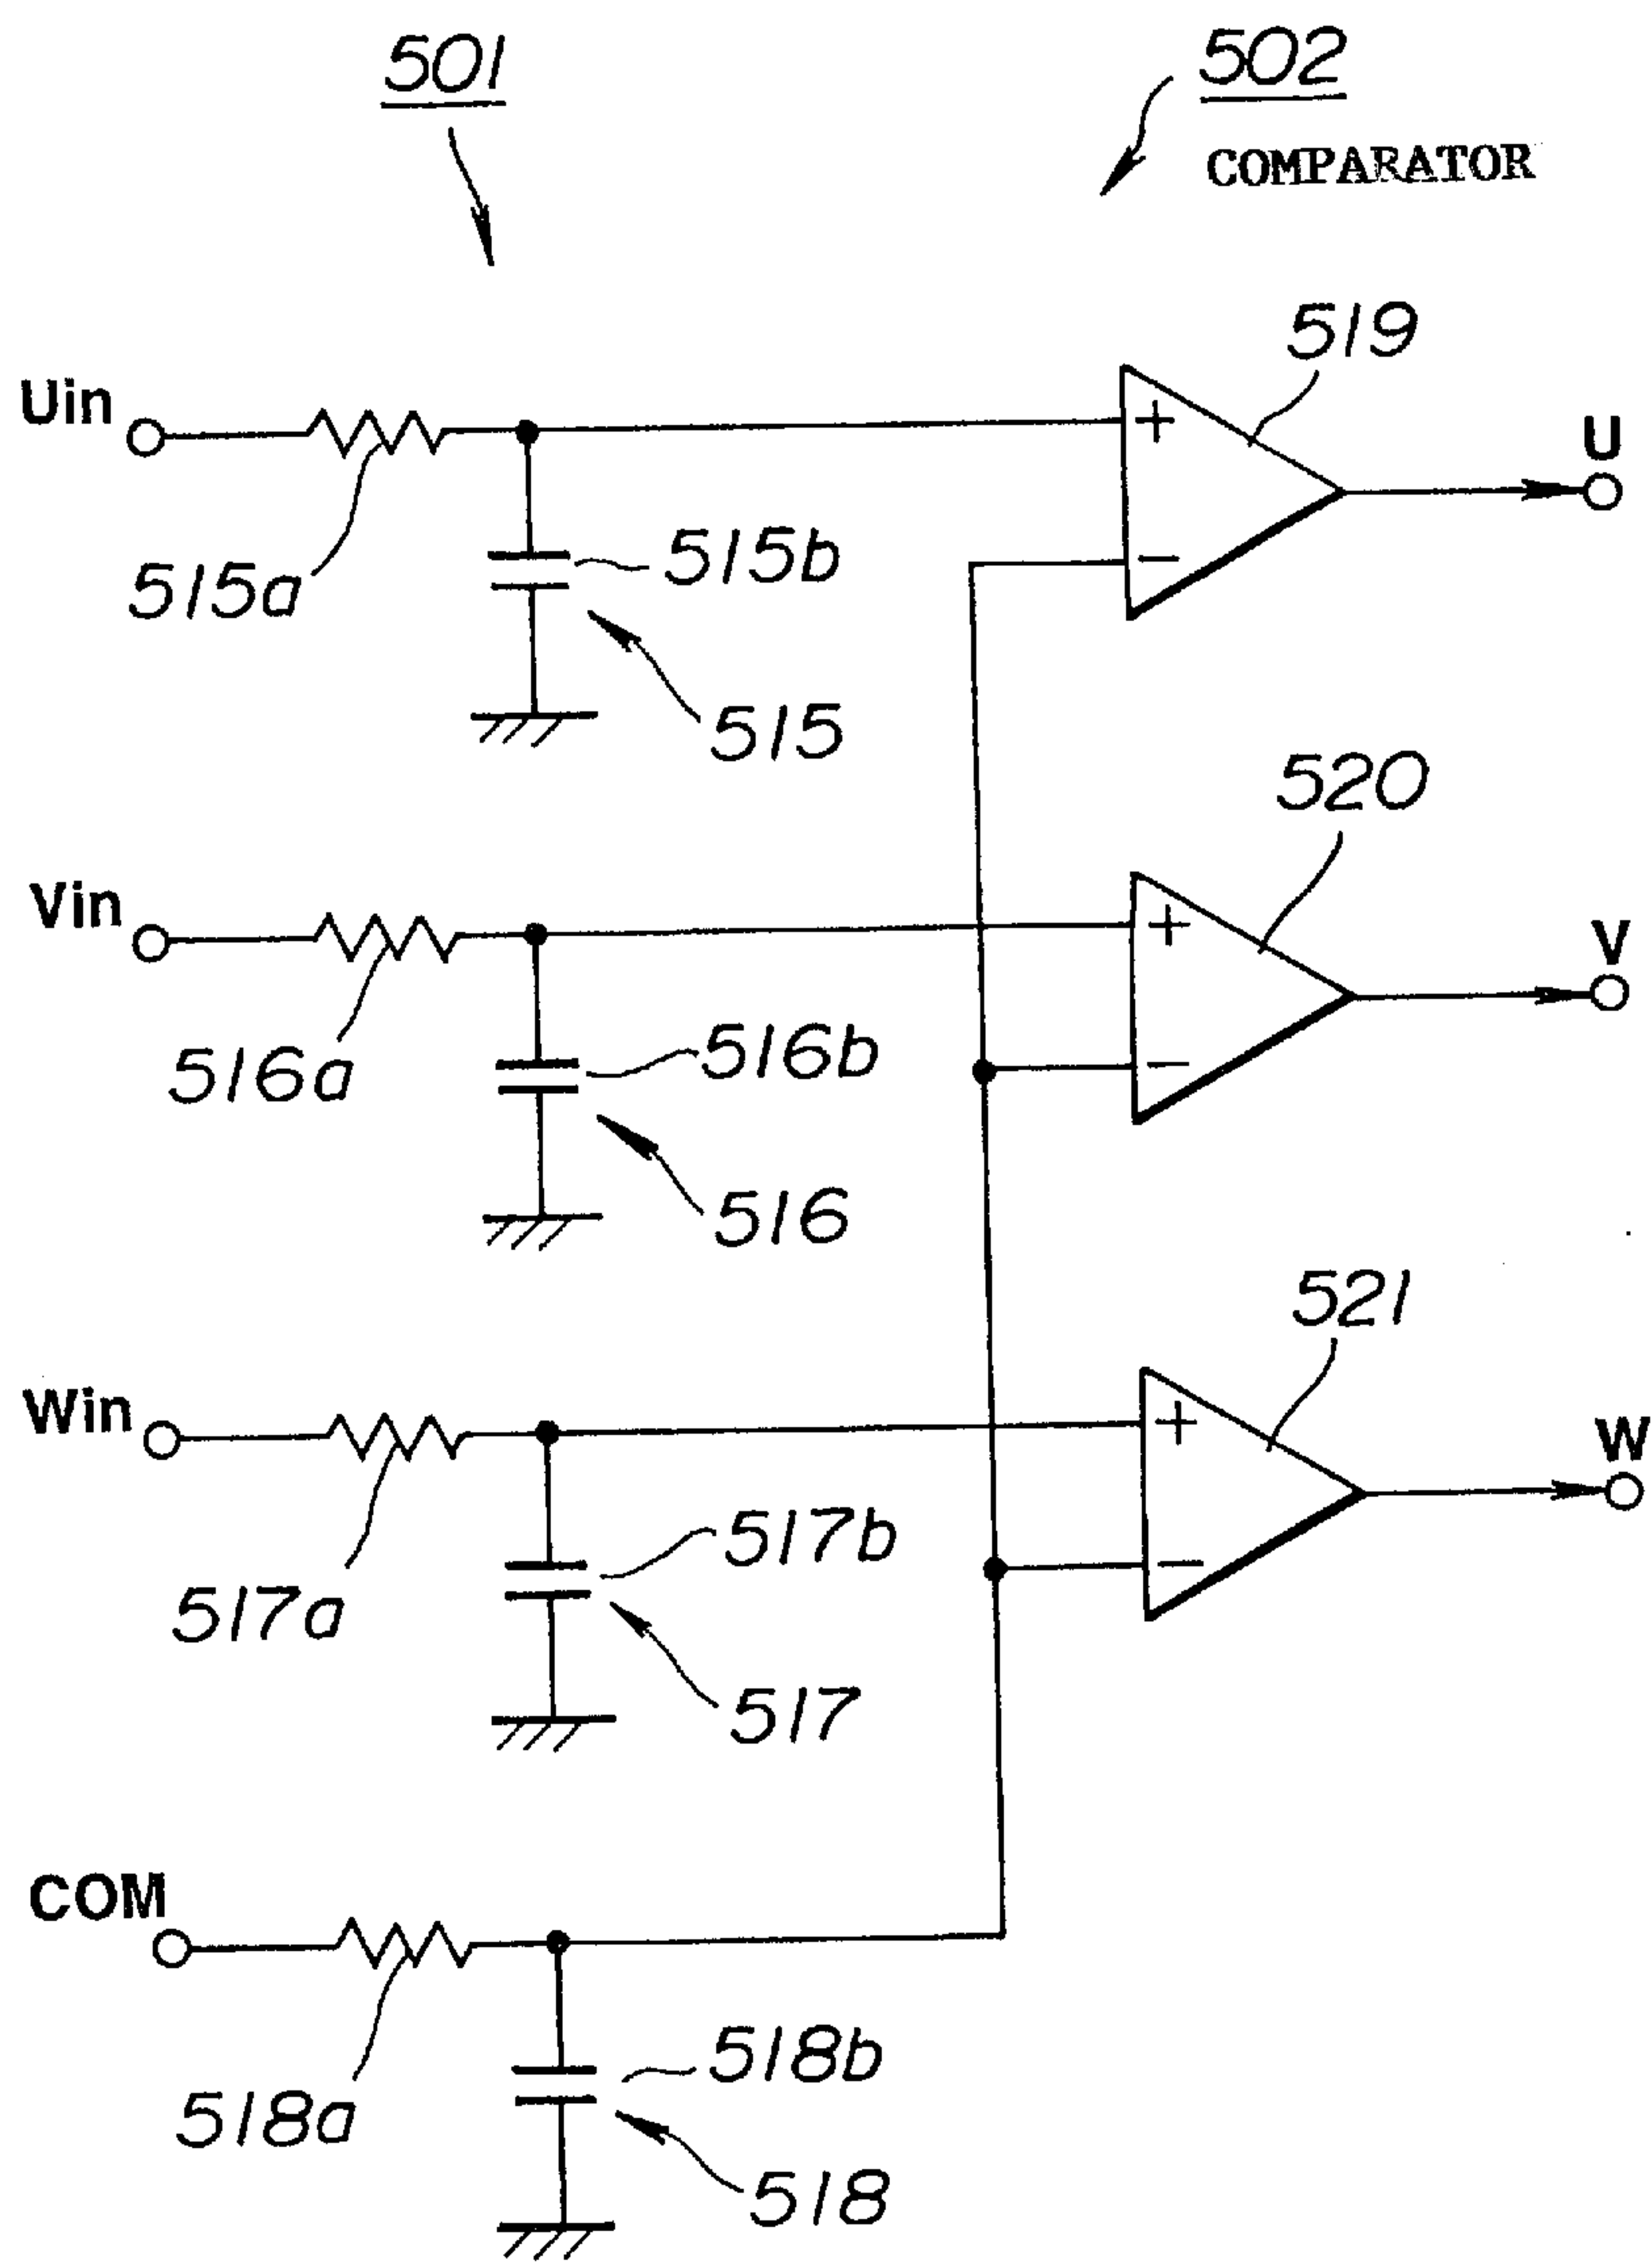 501
502
COMPARATOR
519
Uin
U
+
−
515a
515b
515
520
Vin
V
+
−
516a
516b
516
521
Win
W
+
−
517a
517b
517
COM
518a
518b
518